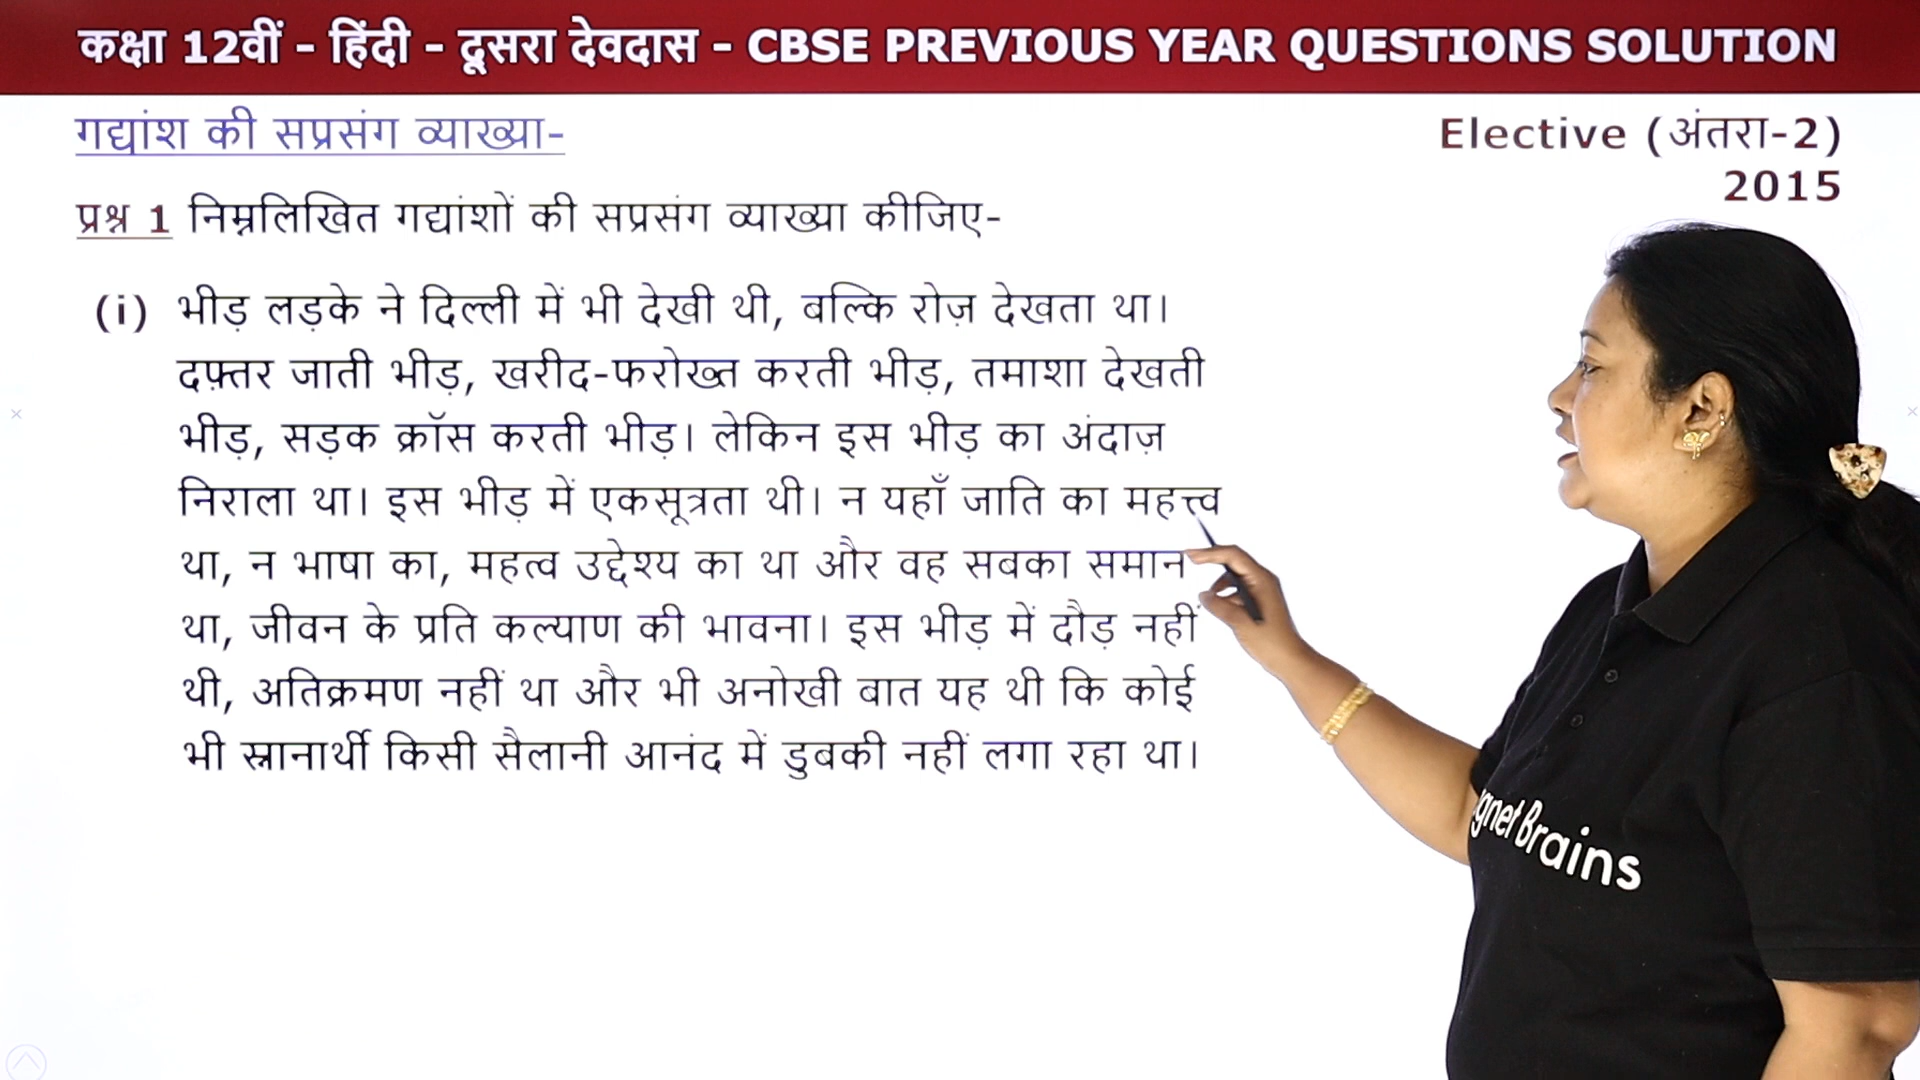 कक्षा 12वीं - हिंदी - दूसरा देवदास - CBSE PREVIOUS YEAR QUESTIONS SOLUTION
गद्यांश की सप्रसंग व्याख्या-
Elective (अंतरा-2)
2015
प्रश्न 1 निम्नलिखित गद्यांशों की सप्रसंग व्याख्या कीजिए-
(i) भीड़ लड़के ने दिल्ली में भी देखी थी, बल्कि रोज़ देखता था।
दफ़्तर जाती भीड़, खरीद-फरोख्त करती भीड़, तमाशा देखती
भीड़, सड़क क्रॉस करती भीड़। लेकिन इस भीड़ का अंदाज़
निराला था। इस भीड़ में एकसूत्रता थी। न यहाँ जाति का महत्त्व
था, न भाषा का, महत्व उद्देश्य का था और वह सबका समान
था, जीवन के प्रति कल्याण की भावना। इस भीड़ में दौड़ नहीं
थी, अतिक्रमण नहीं था और भी अनोखी बात यह थी कि कोई
भी स्नानार्थी किसी सैलानी आनंद में डुबकी नहीं लगा रहा था।
Brains